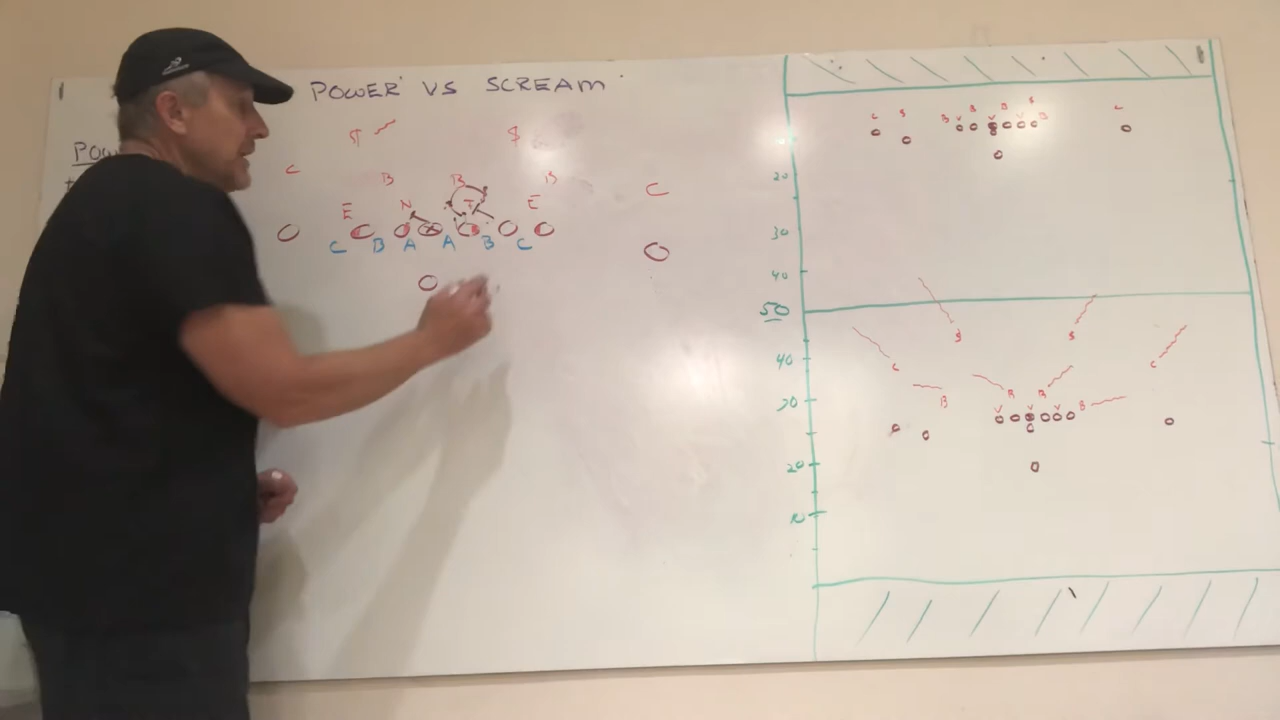 POWER VS SCREAM
POW
$ $
C B B B C
E N T E
C B A A B C
C S B B B S C
B V V V B
20
30
40
50
40
30
20
10
S S
C C
B B B B
V V V